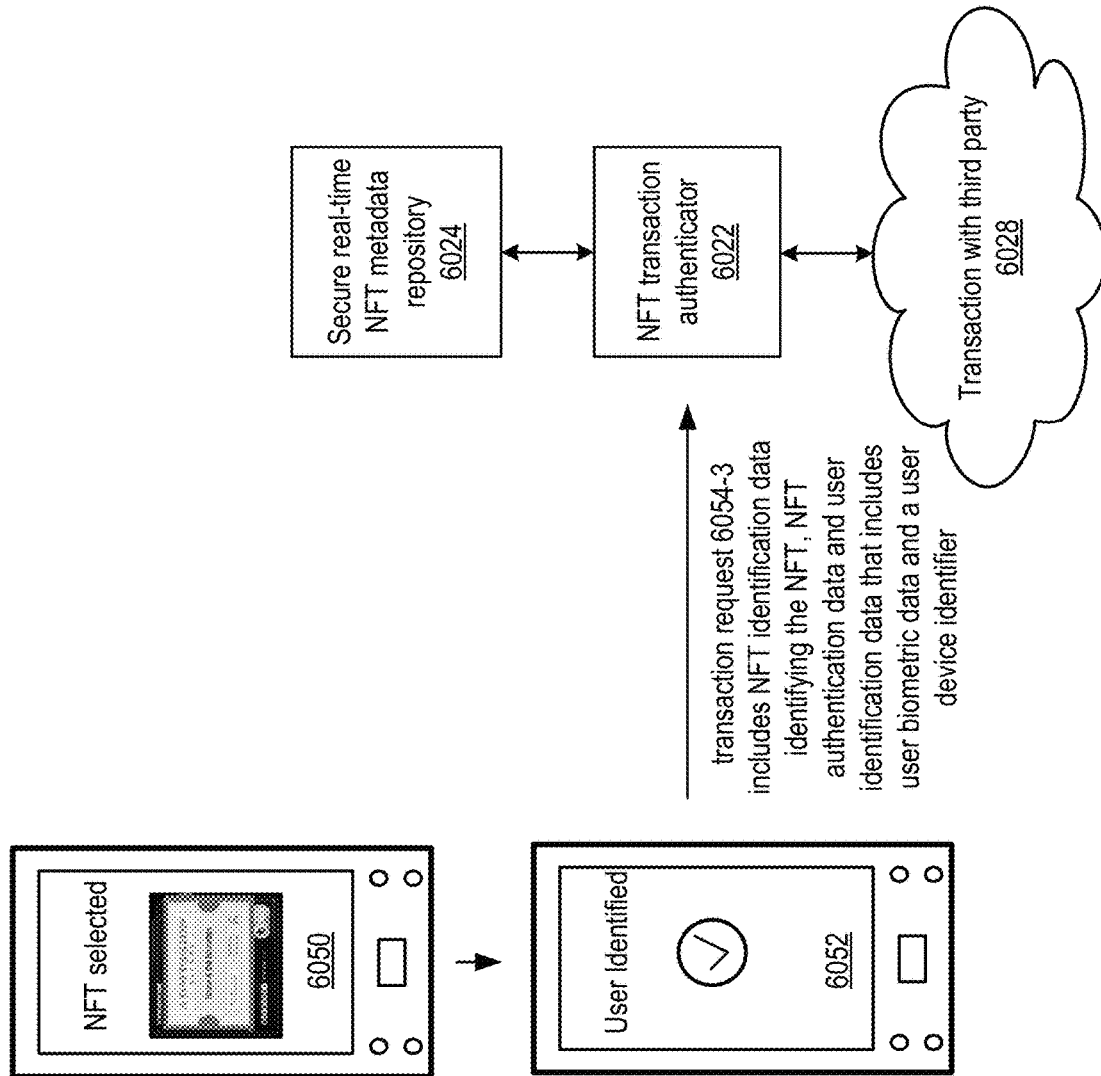 NFT selected
6050
User Identified
6052
transaction request 6054-3
includes NFT identification data
identifying the NFT, NFT
authentication data and user
identification data that includes
user biometric data and a user
device identifier
Secure real-time
NFT metadata
repository
6024
NFT transaction
authenticator
6022
Transaction with third party
6028